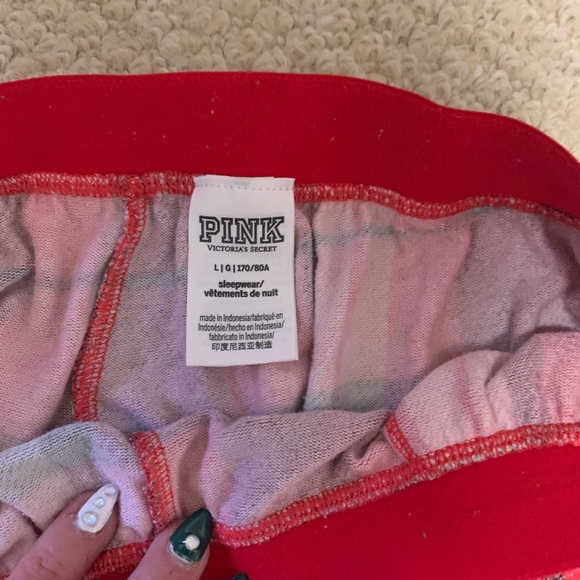 PINK
VICTORIA'S SECRET
L | G | 170/80A
sleepwear/
vêtements de nuit
made in Indonesia/fabriqué en
Indonésie/hecho en Indonesia/
fabbricato in Indonesia/
印度尼西亚制造